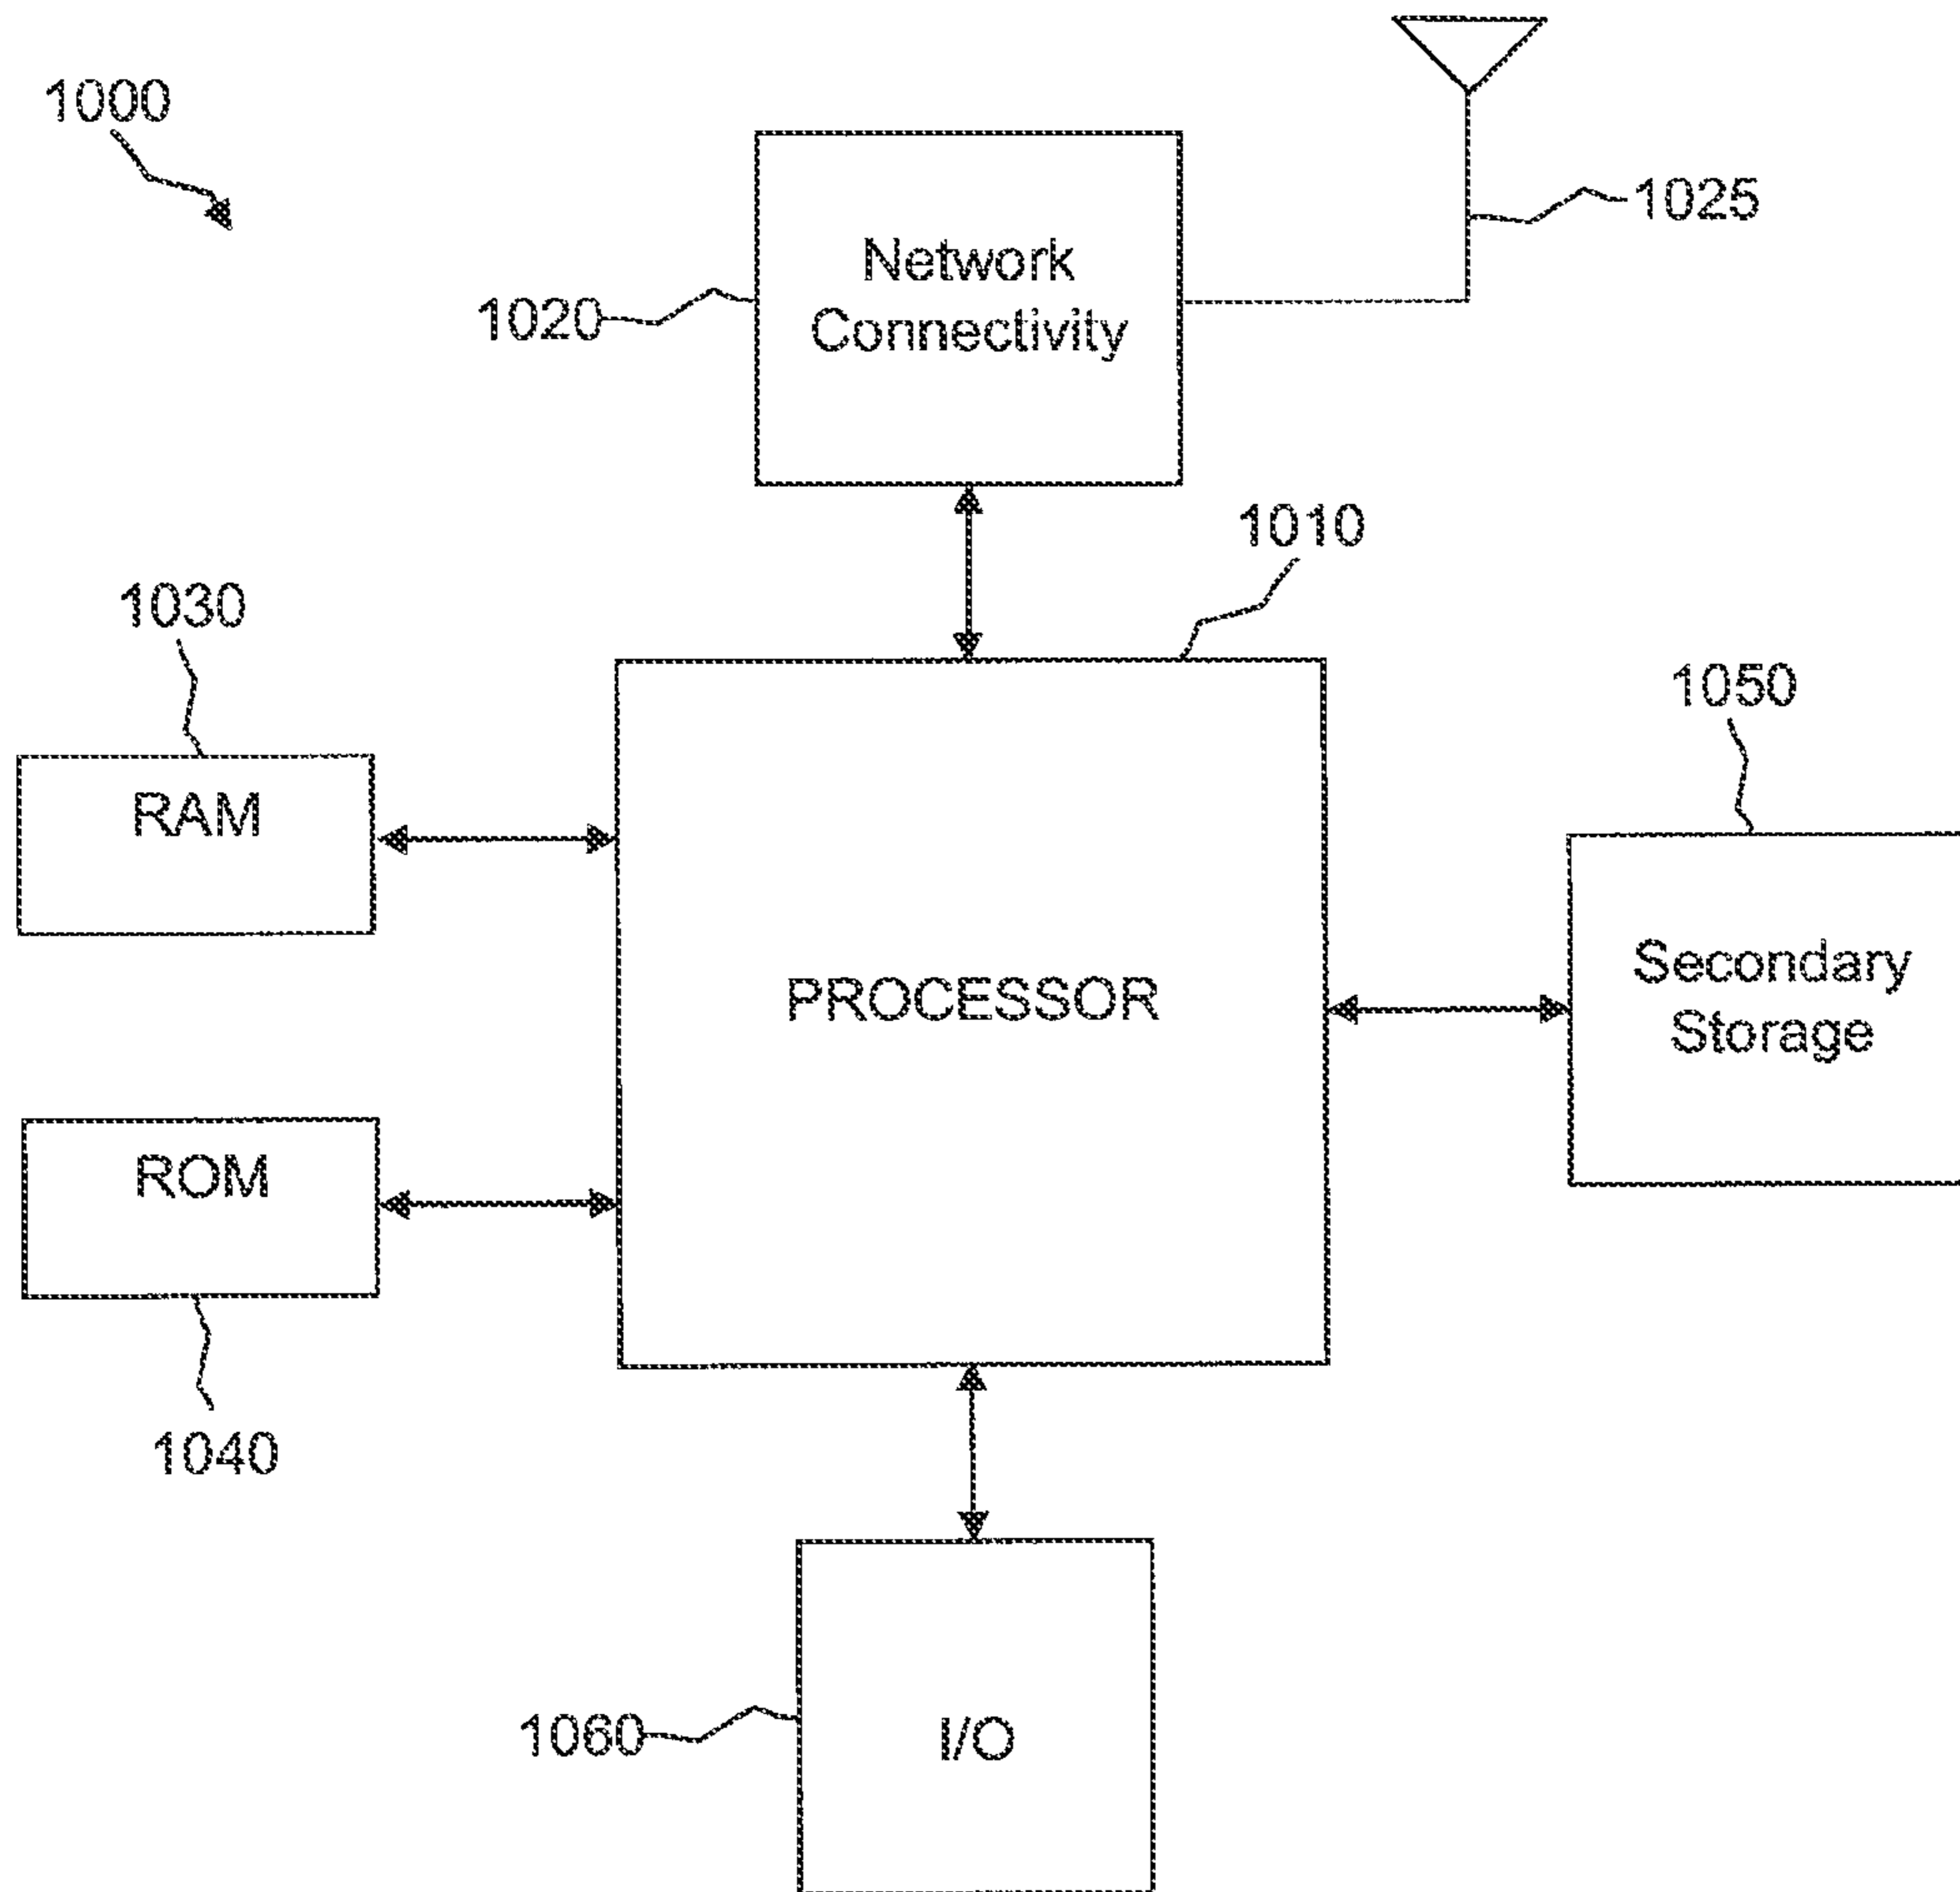 1000
1025
Network
Connectivity
1020
1010
1030
1050
RAM
Secondary
Storage
PROCESSOR
ROM
1040
1060
I/O